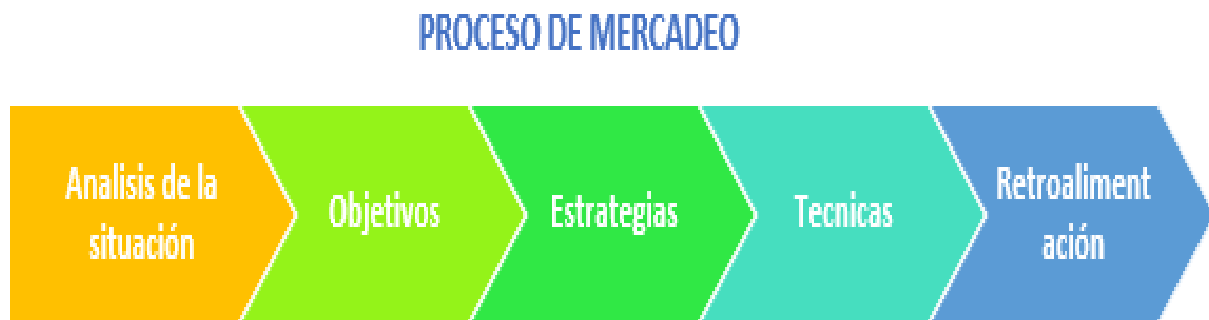 PROCESO DE MERCADEO
Analisis de la
situación
Objetivos
Estrategias
Tecnicas
Retroaliment
ación